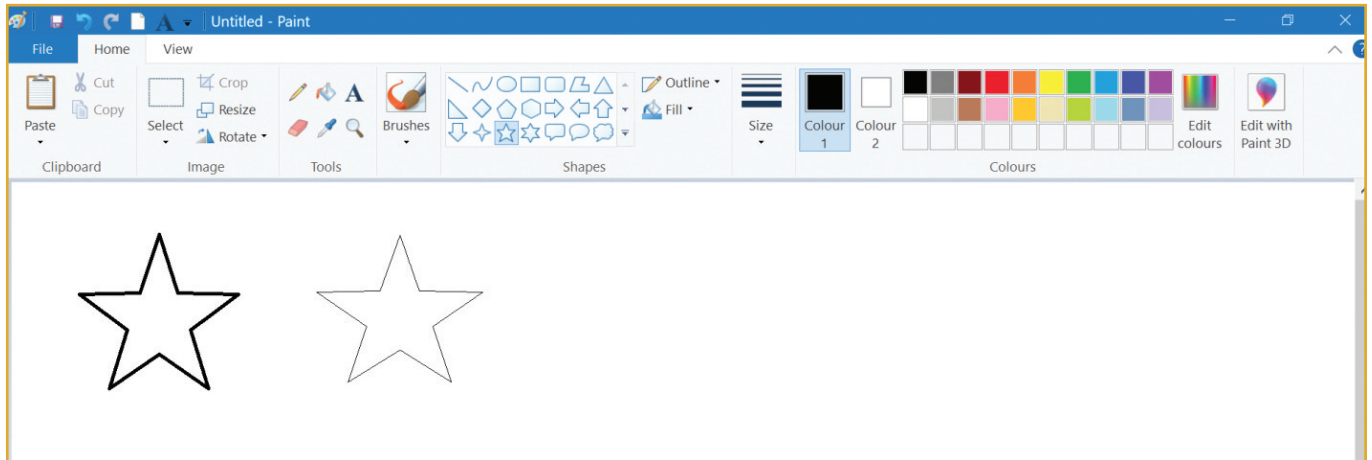 Untitled - Paint
File Home View
Paste Cut Copy Select Crop Resize Rotate A Brushes Outline Fill Size Colour 1 Colour 2 Edit colours Edit with Paint 3D
Clipboard Image Tools Shapes Colours